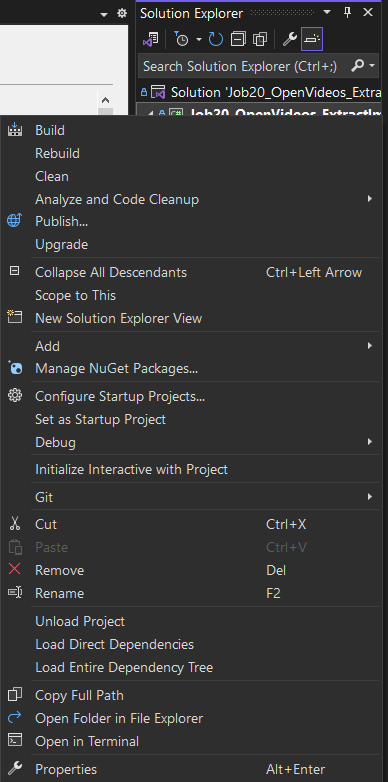 Solution Explorer
Search Solution Explorer (Ctrl+;)
Solution 'Job20_OpenVideos_Extra
Job20_OpenVideos_ExtractIm
Build
Rebuild
Clean
Analyze and Code Cleanup
Publish...
Upgrade
Collapse All Descendants Ctrl+Left Arrow
Scope to This
New Solution Explorer View
Add
Manage NuGet Packages...
Configure Startup Projects...
Set as Startup Project
Debug
Initialize Interactive with Project
Git
Cut Ctrl+X
Paste Ctrl+V
Remove Del
Rename F2
Unload Project
Load Direct Dependencies
Load Entire Dependency Tree
Copy Full Path
Open Folder in File Explorer
Open in Terminal
Properties Alt+Enter